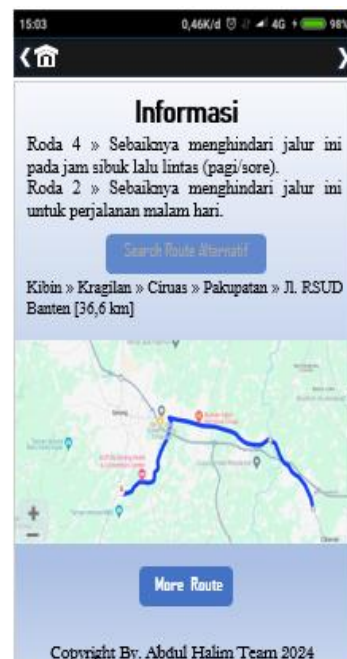 15:03 0,46K/d 4G 98%
Informasi
Roda 4 » Sebaiknya menghindari jalur ini
pada jam sibuk lalu lintas (pagi/sore).
Roda 2 » Sebaiknya menghindari jalur ini
untuk perjalanan malam hari.
Search Route Alternatif
Kibin » Kragilan » Ciruas » Pakupatan » Jl. RSUD
Banten [36,6 km]
+
−
More Route
Copyright By. Abdul Halim Team 2024